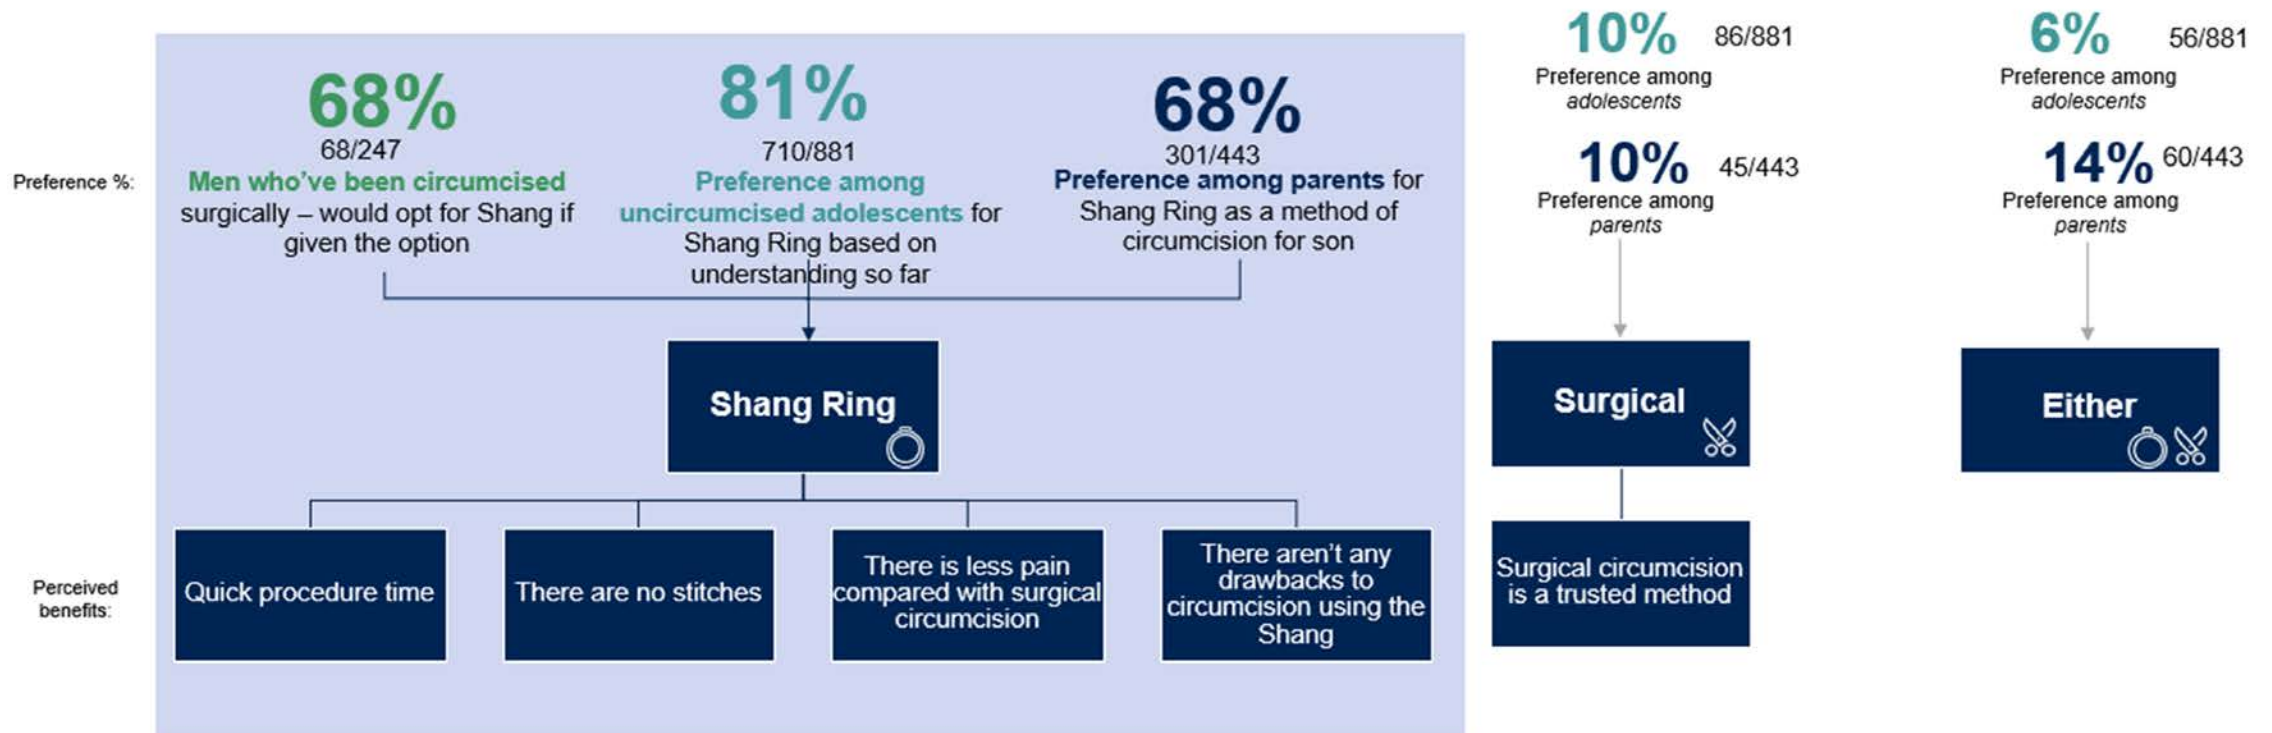 Preference %:
68%
68/247
Men who've been circumcised
surgically – would opt for Shang if
given the option
81%
710/881
Preference among
uncircumcised adolescents for
Shang Ring based on
understanding so far
68%
301/443
Preference among parents for
Shang Ring as a method of
circumcision for son
10% 86/881
Preference among
adolescents
10% 45/443
Preference among
parents
6% 56/881
Preference among
adolescents
14% 60/443
Preference among
parents
Shang Ring
Surgical
Either
Perceived
benefits:
Quick procedure time
There are no stitches
There is less pain
compared with surgical
circumcision
There aren't any
drawbacks to
circumcision using the
Shang
Surgical circumcision
is a trusted method